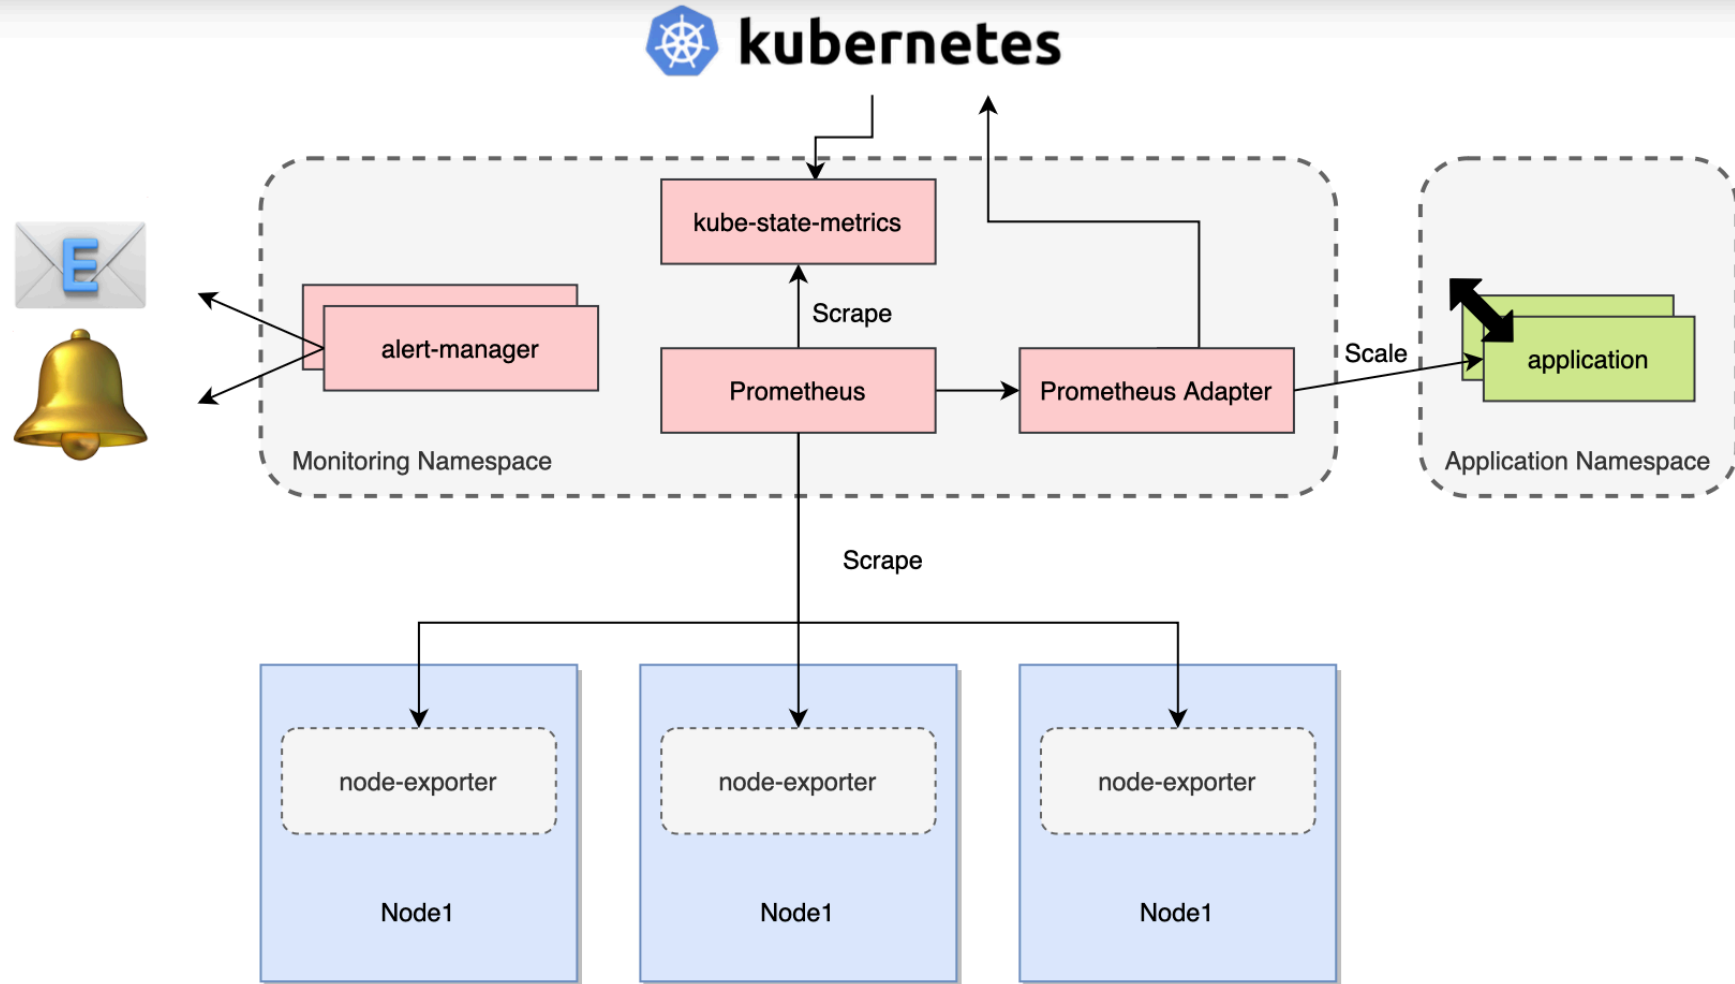 kubernetes
kube-state-metrics
E
Scrape
alert-manager
Prometheus
Prometheus Adapter
Scale
application
Monitoring Namespace
Application Namespace
Scrape
node-exporter
node-exporter
node-exporter
Node1
Node1
Node1